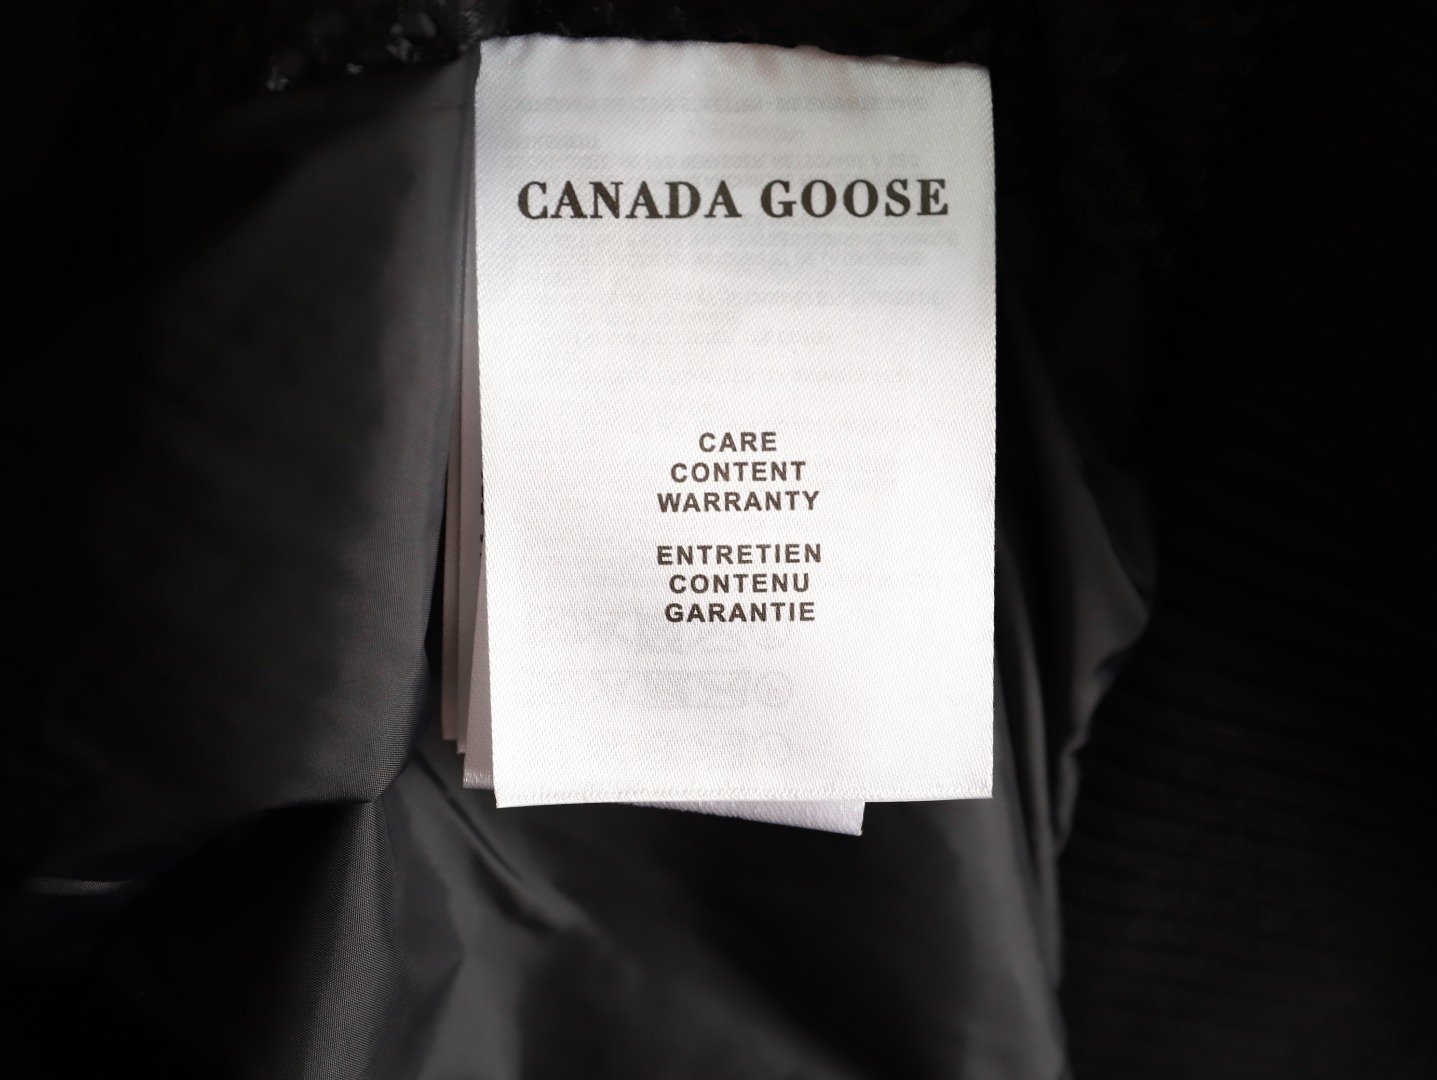 CANADA GOOSE
CARE
CONTENT
WARRANTY
ENTRETIEN
CONTENU
GARANTIE